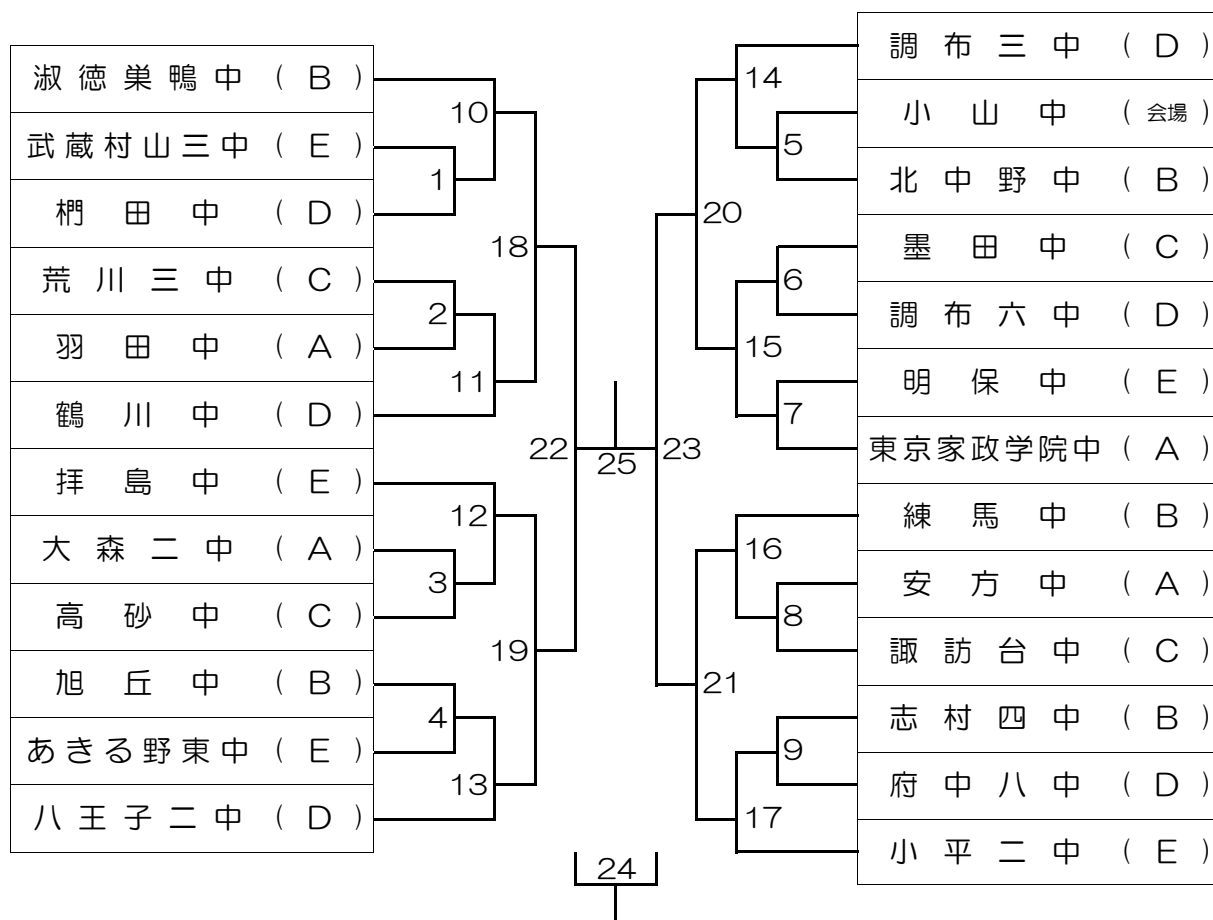 淑徳巣鴨中 ( B )
武蔵村山三中 ( E )
椚田中 ( D )
荒川三中 ( C )
羽田中 ( A )
鶴川中 ( D )
拝島中 ( E )
大森二中 ( A )
高砂中 ( C )
旭丘中 ( B )
あきる野東中 ( E )
八王子二中 ( D )
10
1
18
2
11
22
12
3
19
4
13
25
24
14
5
20
6
15
7
23
16
8
21
9
17
調布三中 ( D )
小山中 ( 会場 )
北中野中 ( B )
墨田中 ( C )
調布六中 ( D )
明保中 ( E )
東京家政学院中 ( A )
練馬中 ( B )
安方中 ( A )
諏訪台中 ( C )
志村四中 ( B )
府中八中 ( D )
小平二中 ( E )